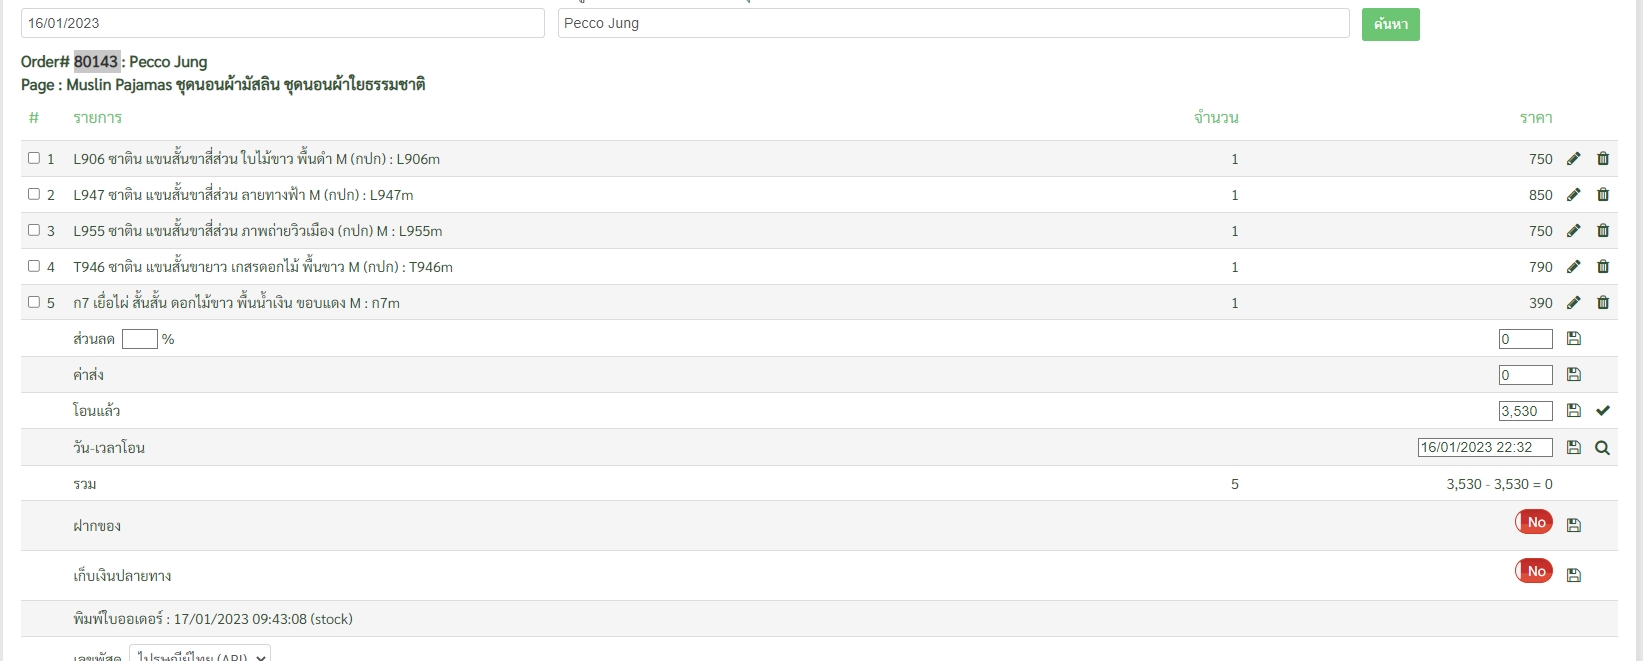 16/01/2023 Pecco Jung ค้นหา
Order# 80143 : Pecco Jung
Page : Muslin Pajamas ชุดนอนผ้ามัสลิน ชุดนอนผ้าใยธรรมชาติ
# รายการ จำนวน ราคา
1 L906 ซาติน แขนสั้นขาสี่ส่วน ใบไม้ขาว พื้นดำ M (กปก) : L906m 1 750
2 L947 ซาติน แขนสั้นขาสี่ส่วน ลายทางฟ้า M (กปก) : L947m 1 850
3 L955 ซาติน แขนสั้นขาสี่ส่วน ภาพถ่ายวิวเมือง (กปก) M : L955m 1 750
4 T946 ซาติน แขนสั้นขายาว เกสรดอกไม้ พื้นขาว M (กปก) : T946m 1 790
5 ก7 เยื่อไผ่ สั้นสั้น ดอกไม้ขาว พื้นน้ำเงิน ขอบแดง M : ก7m 1 390
ส่วนลด % 0
ค่าส่ง 0
โอนแล้ว 3,530
วัน-เวลาโอน 16/01/2023 22:32
รวม 5 3,530 - 3,530 = 0
ฝากของ No
เก็บเงินปลายทาง No
พิมพ์ใบออเดอร์ : 17/01/2023 09:43:08 (stock)
เลขพัสดุ ไปรษณีย์ไทย (API)